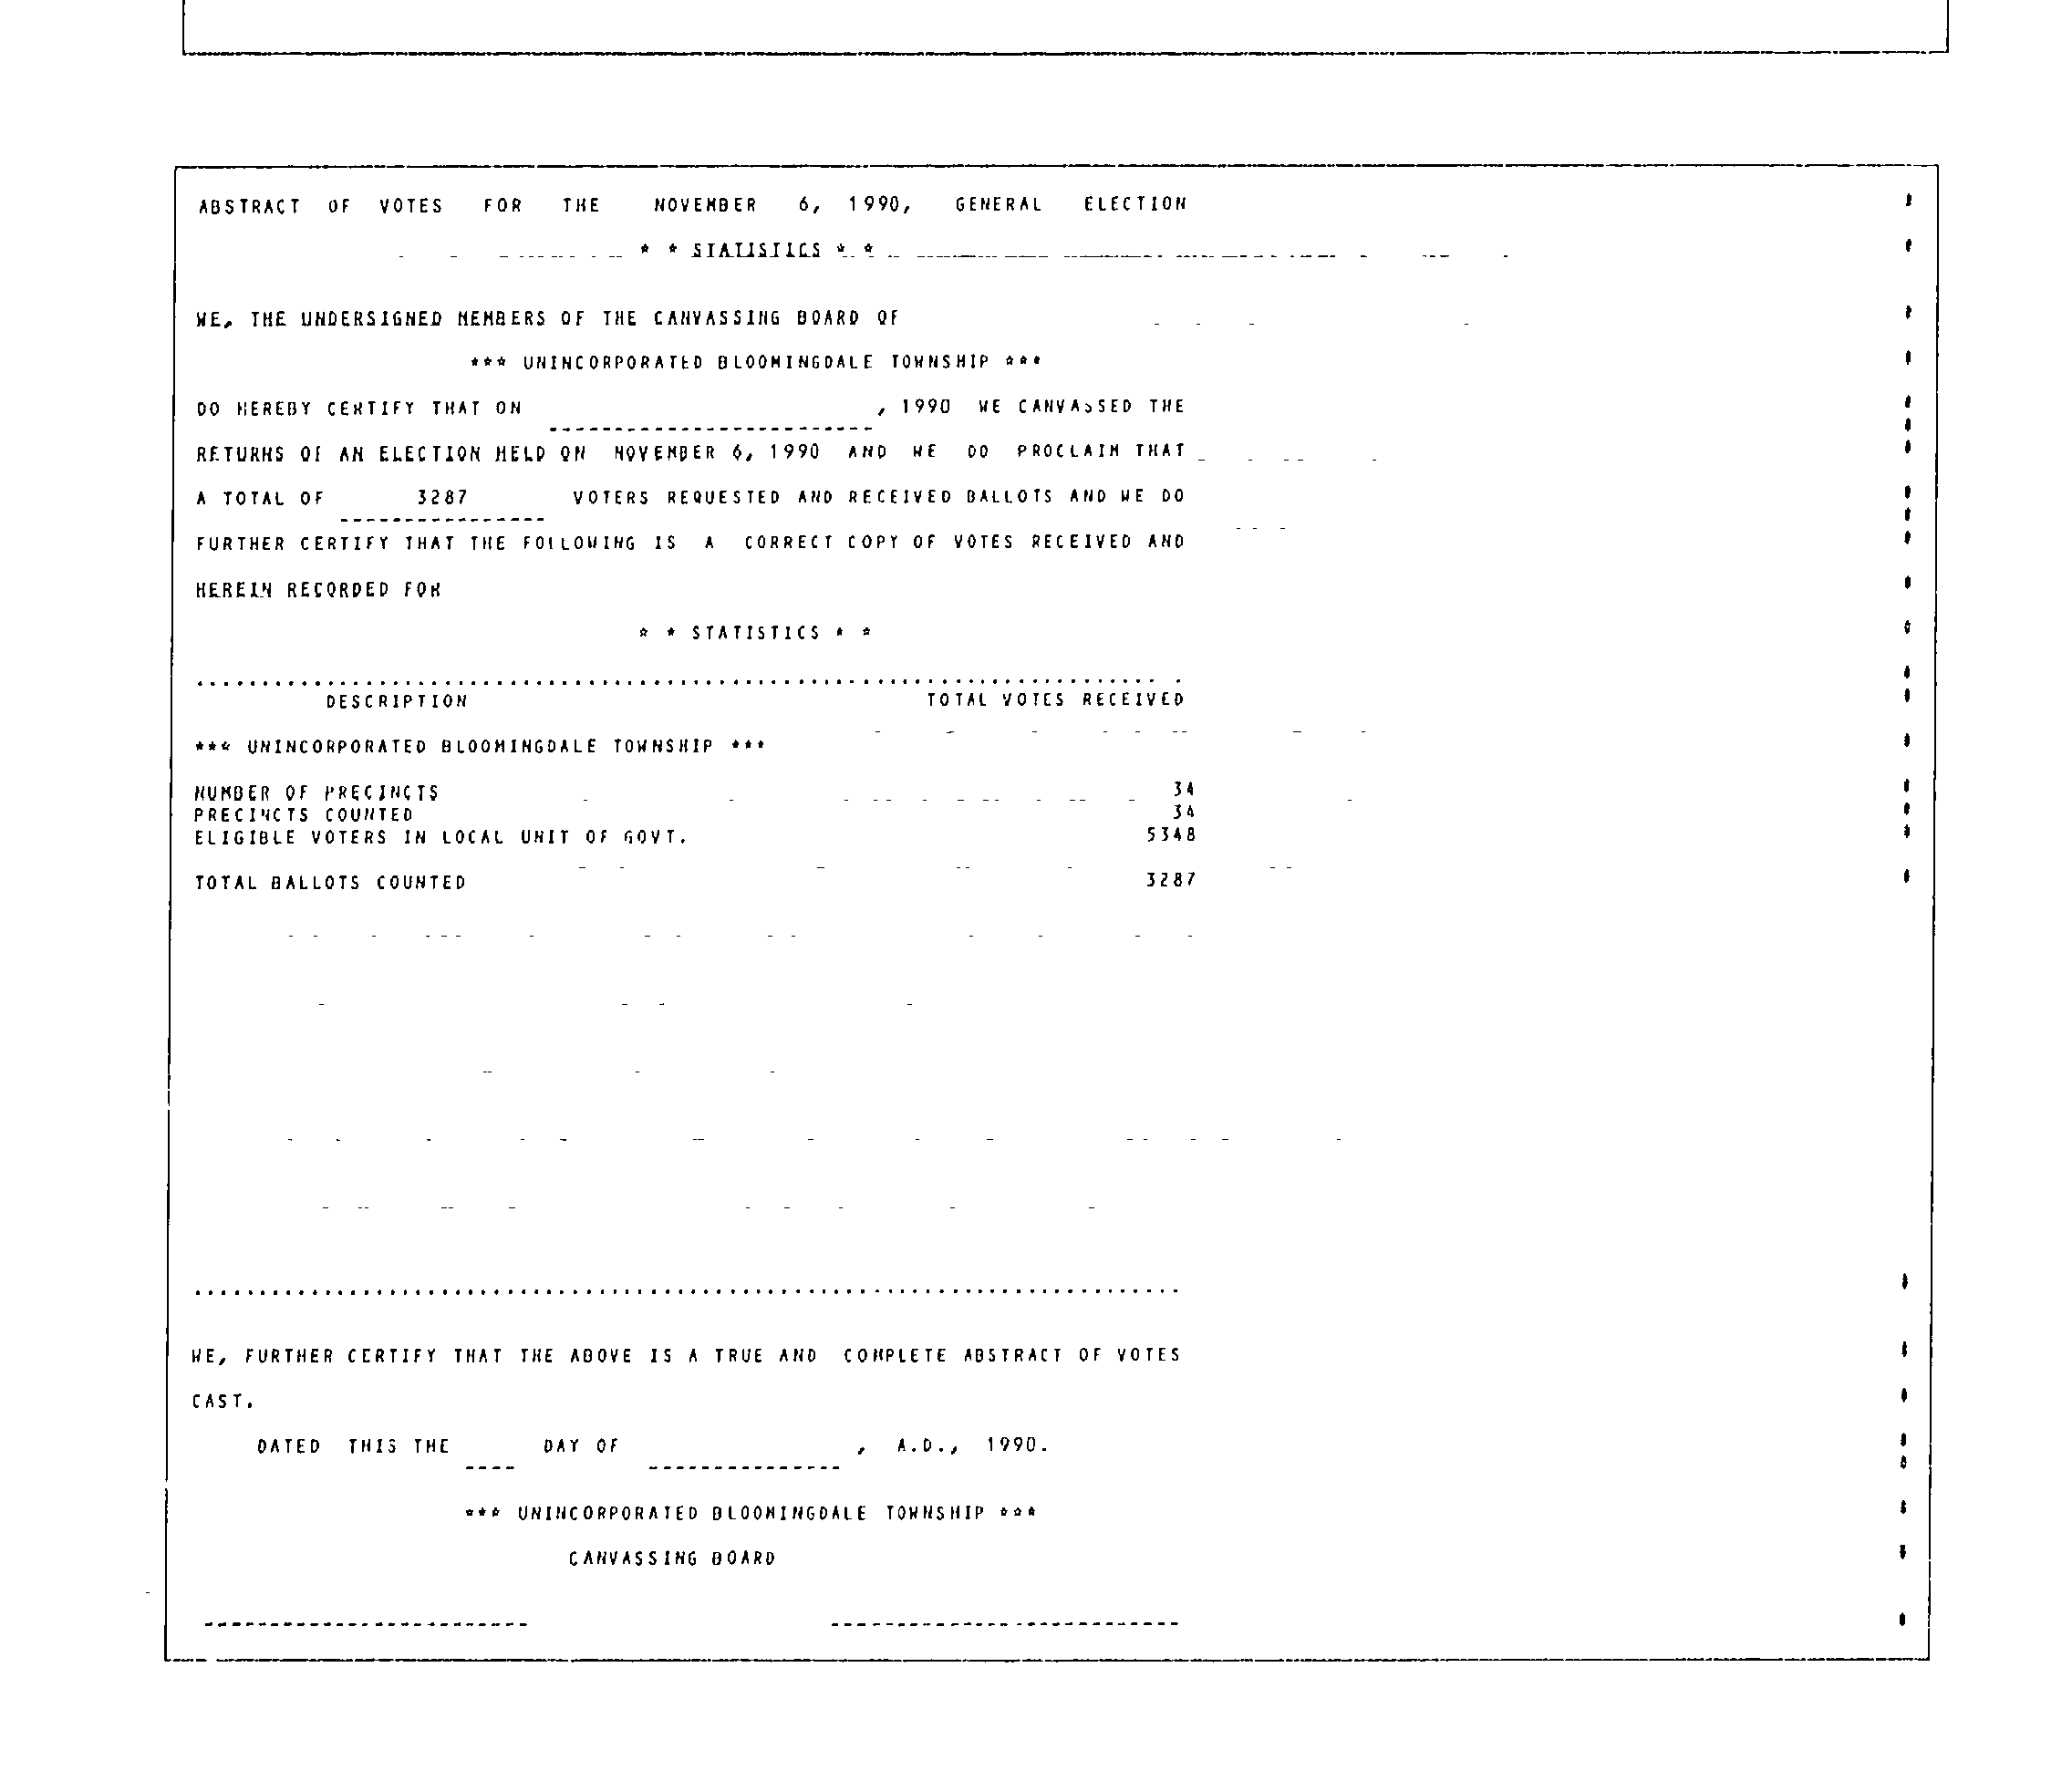 ABSTRACT OF VOTES FOR THE NOVEMBER 6, 1990, GENERAL ELECTION
* * STATISTICS * *
WE, THE UNDERSIGNED MEMBERS OF THE CANVASSING BOARD OF
*** UNINCORPORATED BLOOMINGDALE TOWNSHIP ***
DO HEREBY CERTIFY THAT ON ________________________, 1990 WE CANVASSED THE
RETURNS OF AN ELECTION HELD ON NOVEMBER 6, 1990 AND WE DO PROCLAIM THAT
A TOTAL OF 3287 VOTERS REQUESTED AND RECEIVED BALLOTS AND WE DO
FURTHER CERTIFY THAT THE FOLLOWING IS A CORRECT COPY OF VOTES RECEIVED AND
HEREIN RECORDED FOR
* * STATISTICS * *
DESCRIPTION TOTAL VOTES RECEIVED
*** UNINCORPORATED BLOOMINGDALE TOWNSHIP ***
NUMBER OF PRECINCTS 34
PRECINCTS COUNTED 34
ELIGIBLE VOTERS IN LOCAL UNIT OF GOVT. 5348
TOTAL BALLOTS COUNTED 3287
WE, FURTHER CERTIFY THAT THE ABOVE IS A TRUE AND COMPLETE ABSTRACT OF VOTES
CAST.
DATED THIS THE ____ DAY OF ______________ , A.D., 1990.
*** UNINCORPORATED BLOOMINGDALE TOWNSHIP ***
CANVASSING BOARD